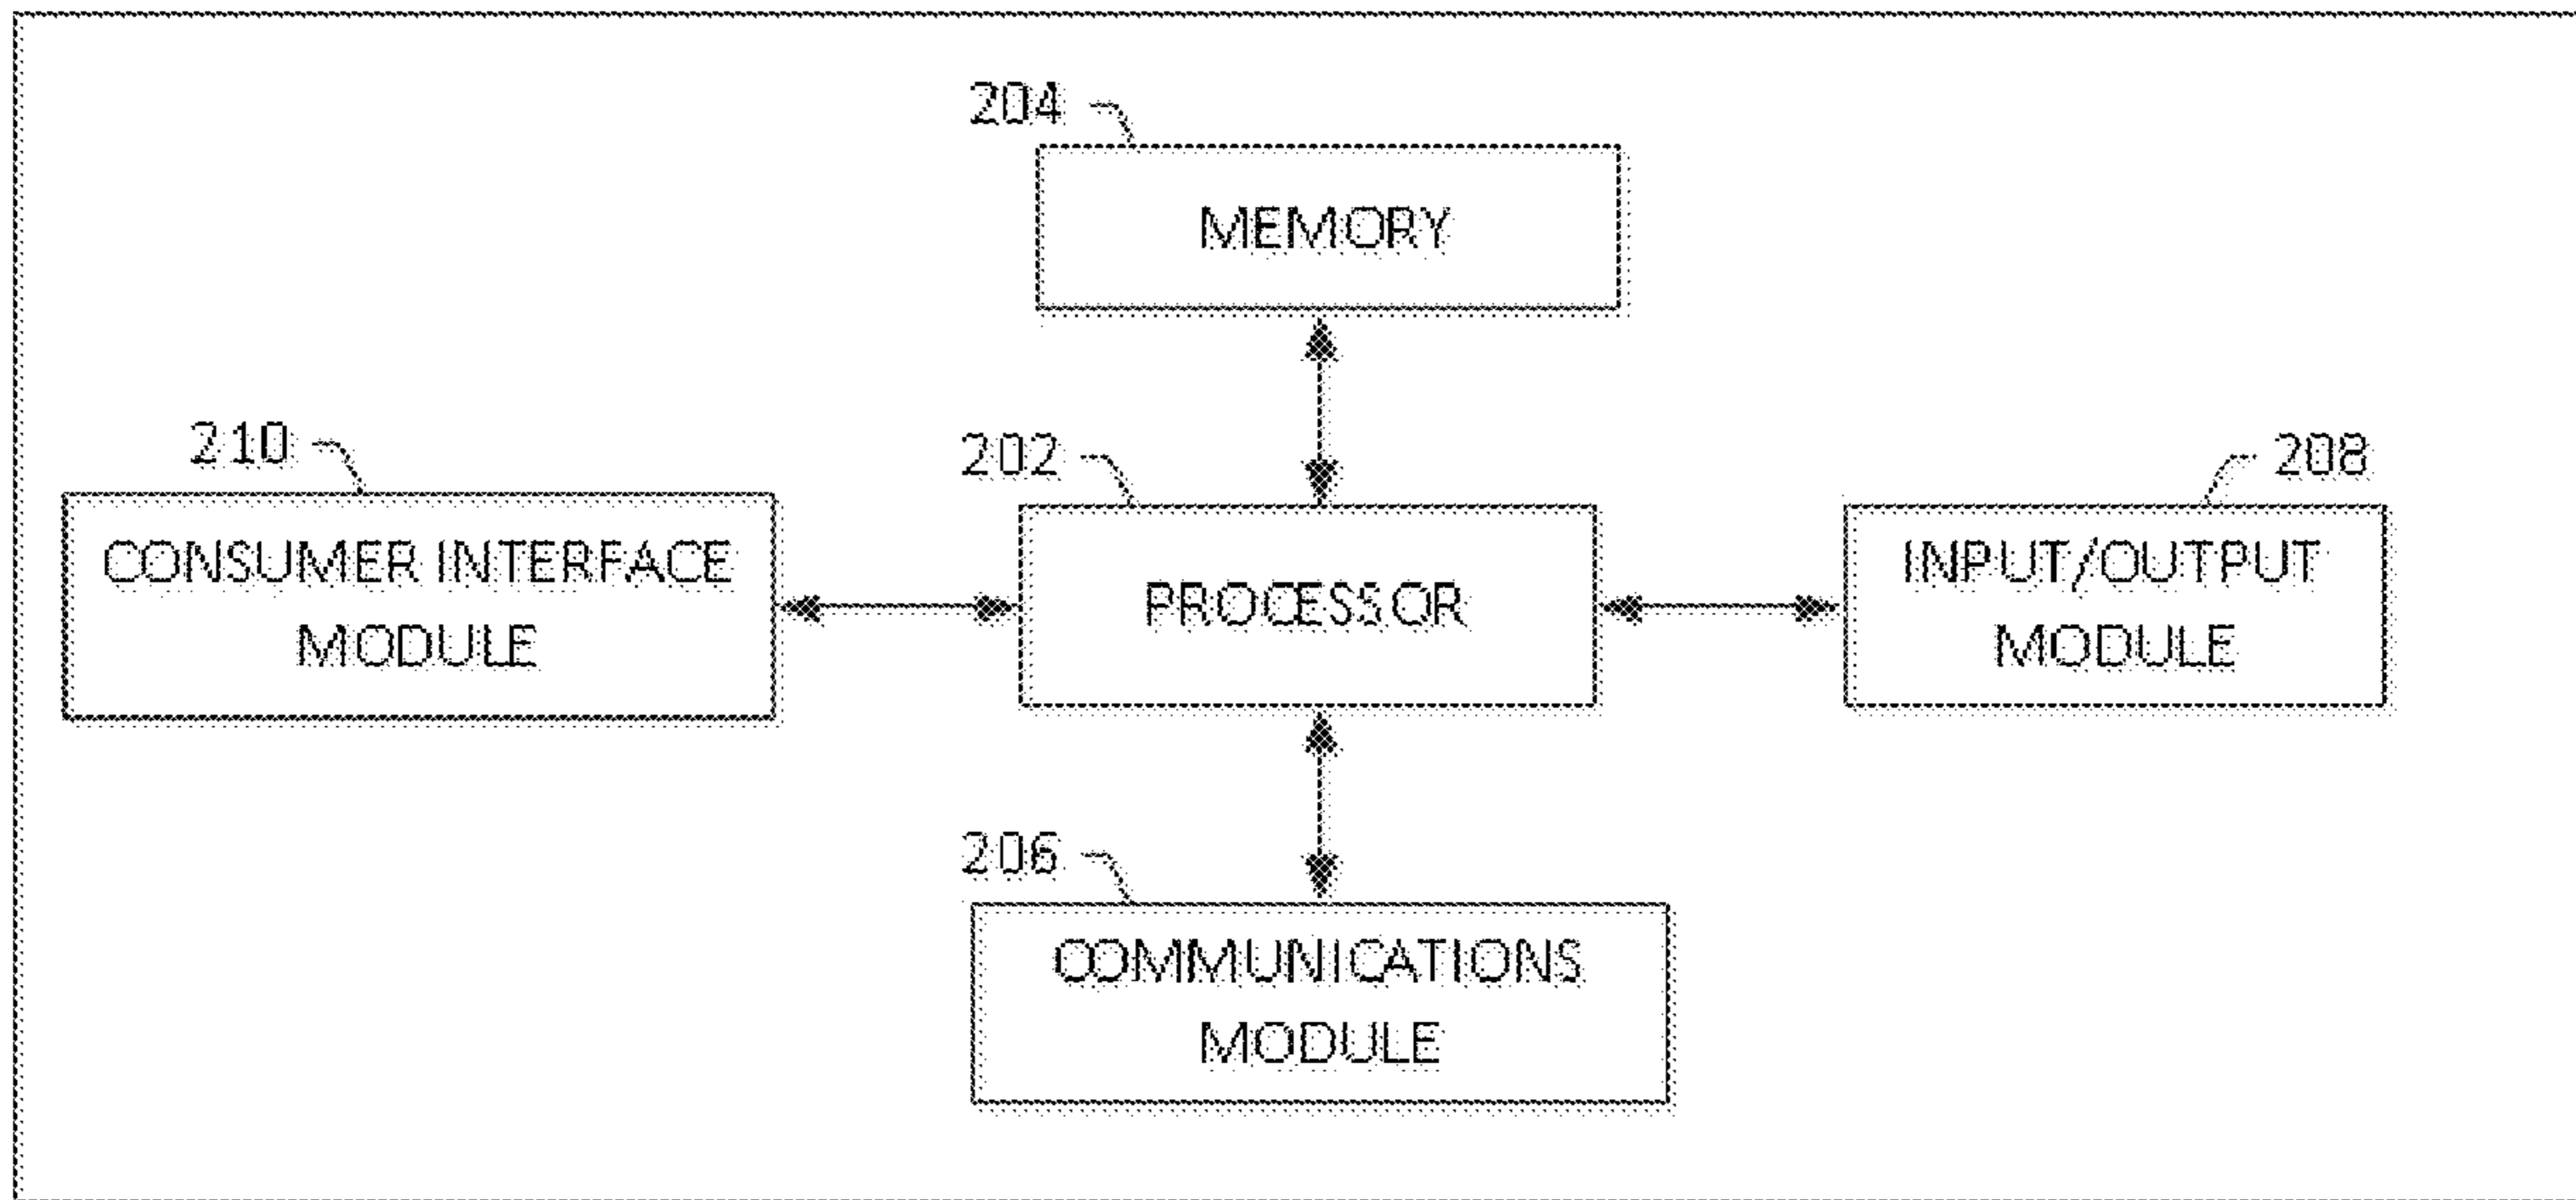 204
MEMORY
210
202
208
CONSUMER INTERFACE
MODULE
PROCESSOR
INPUT/OUTPUT
MODULE
206
COMMUNICATIONS
MODULE